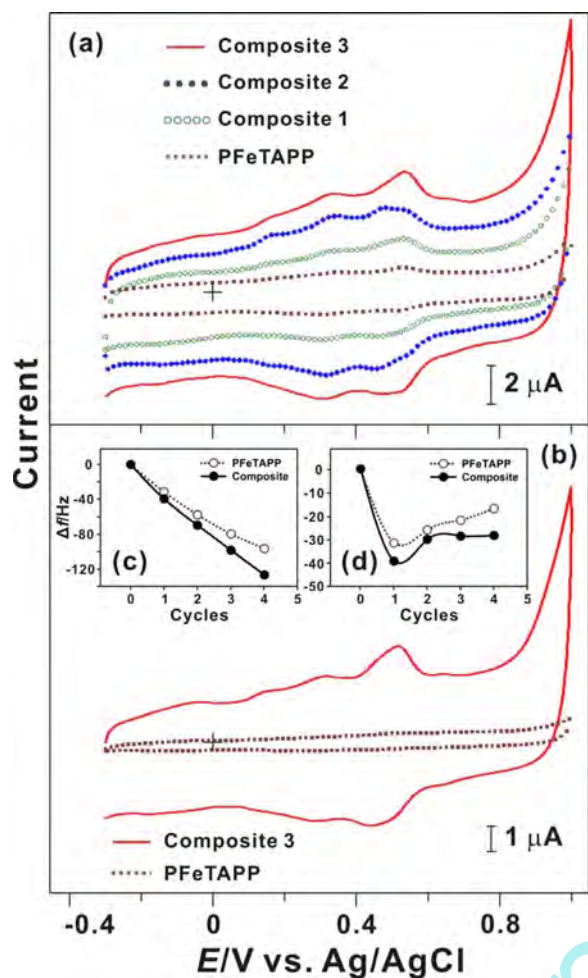 (a)
Composite 3
Composite 2
Composite 1
PFeTAPP
2 μA
Current
(b)
0
-40
-80
-120
Δf/Hz
PFeTAPP
Composite
(c)
0 1 2 3 4 5
Cycles
0
-10
-20
-30
-40
-50
PFeTAPP
Composite
(d)
0 1 2 3 4 5
Cycles
Composite 3
PFeTAPP
1 μA
-0.4 0 0.4 0.8
E/V vs. Ag/AgCl